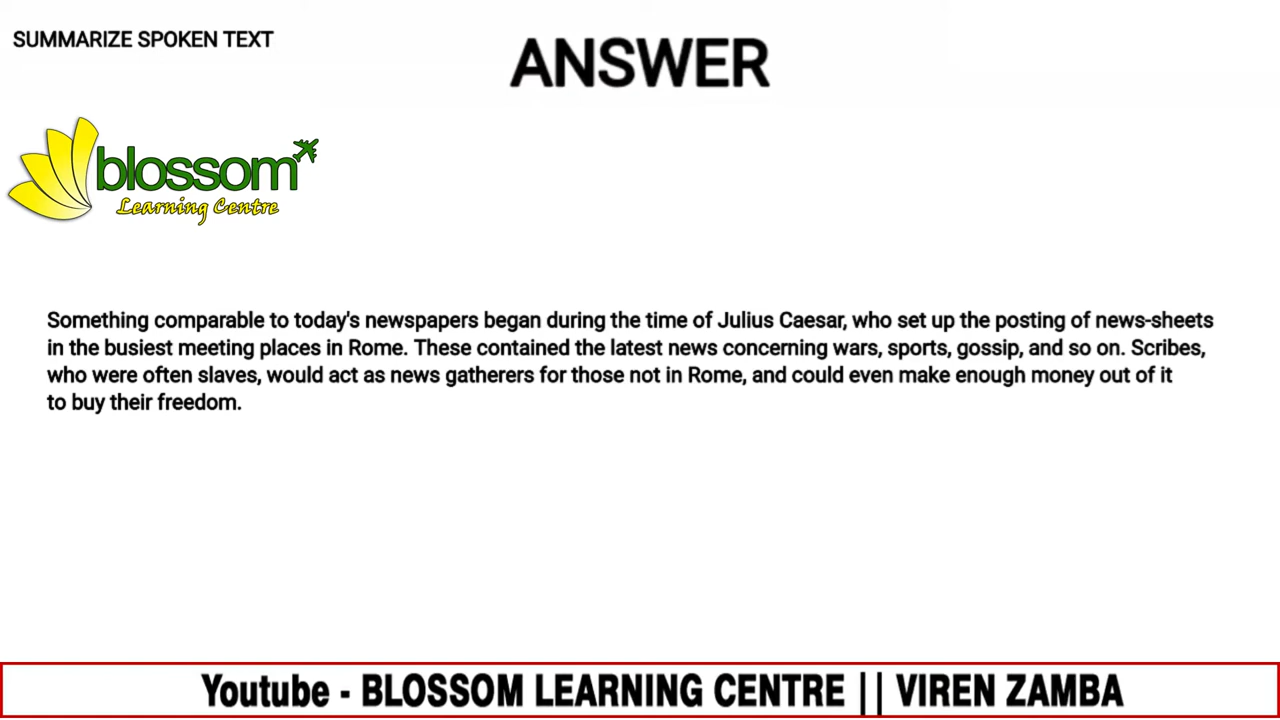 SUMMARIZE SPOKEN TEXT
ANSWER
blossom
Learning Centre
Something comparable to today's newspapers began during the time of Julius Caesar, who set up the posting of news-sheets
in the busiest meeting places in Rome. These contained the latest news concerning wars, sports, gossip, and so on. Scribes,
who were often slaves, would act as news gatherers for those not in Rome, and could even make enough money out of it
to buy their freedom.
Youtube - BLOSSOM LEARNING CENTRE || VIREN ZAMBA